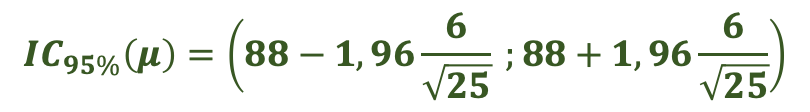 IC₉₅%(μ) = (88 − 1,96 6/√25 ; 88 + 1,96 6/√25)